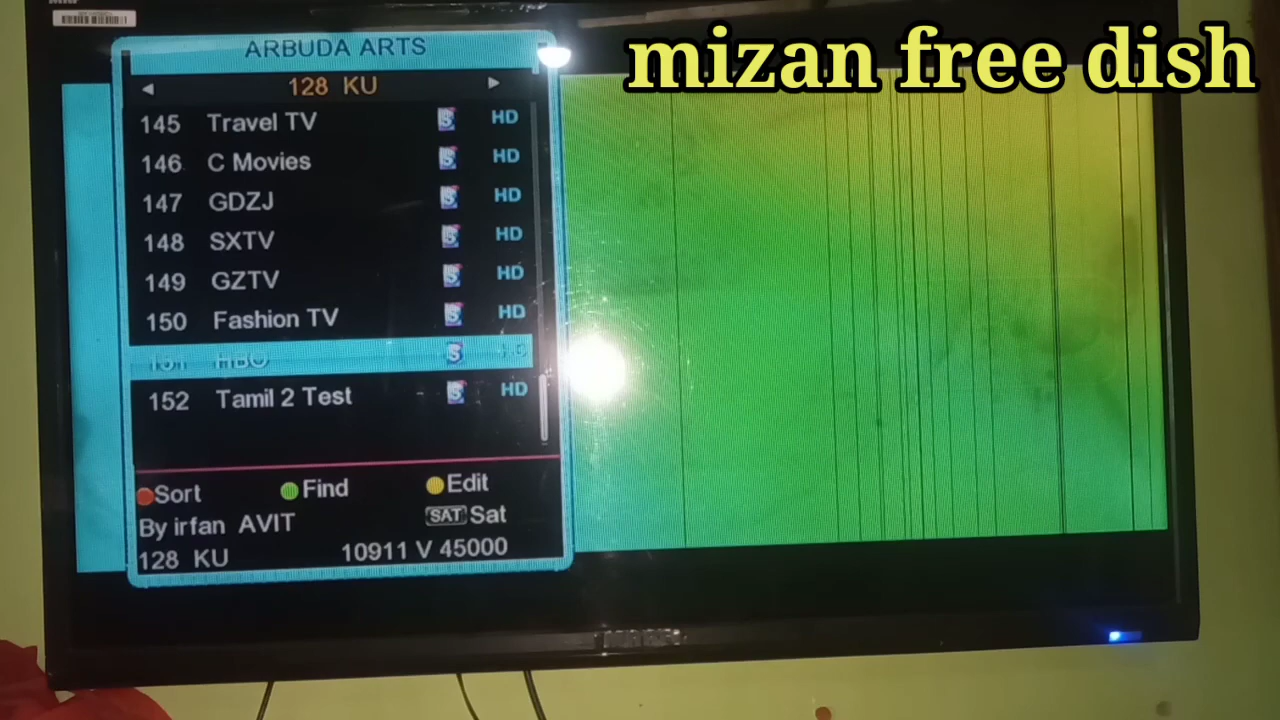 mizan free dish
ARBUDA ARTS
128 KU
145 Travel TV HD
146 C Movies HD
147 GDZJ HD
148 SXTV HD
149 GZTV HD
150 Fashion TV HD
151 HBO HD
152 Tamil 2 Test HD
Sort Find Edit
By irfan AVIT SAT Sat
128 KU 10911 V 45000